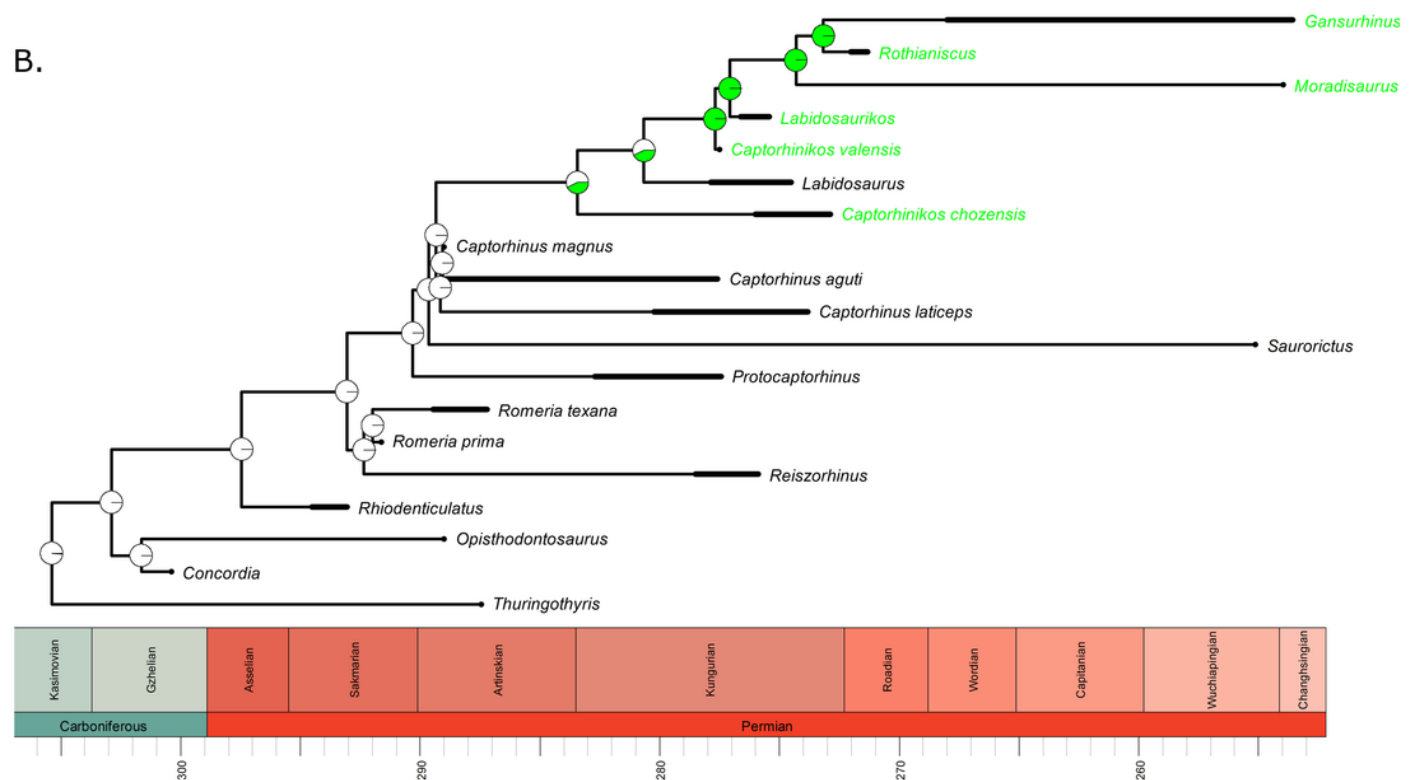 B.
Gansurhinus
Rothianiscus
Moradisaurus
Labidosaurikos
Captorhinikos valensis
Labidosaurus
Captorhinikos chozensis
Captorhinus magnus
Captorhinus aguti
Captorhinus laticeps
Saurorictus
Protocaptorhinus
Romeria texana
Romeria prima
Reiszorhinus
Rhiodenticulatus
Opisthodontosaurus
Concordia
Thuringothyris
Kasimovian Gzhelian Asselian Sakmarian Artinskian Kungurian Roadian Wordian Capitanian Wuchiapingian Changhsingian
Carboniferous Permian
300 290 280 270 260